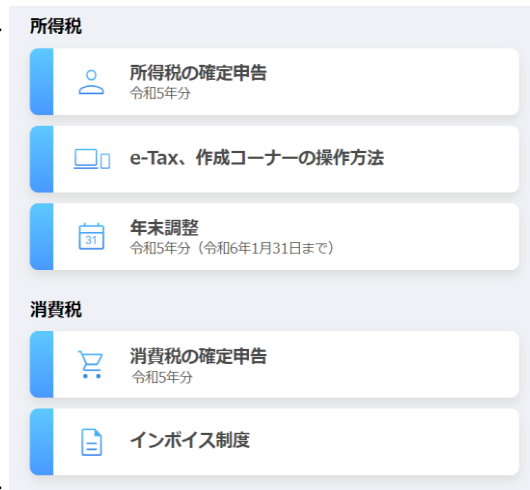 所得税
所得税の確定申告
令和5年分
e-Tax、作成コーナーの操作方法
31
年末調整
令和5年分（令和6年1月31日まで）
消費税
消費税の確定申告
令和5年分
インボイス制度